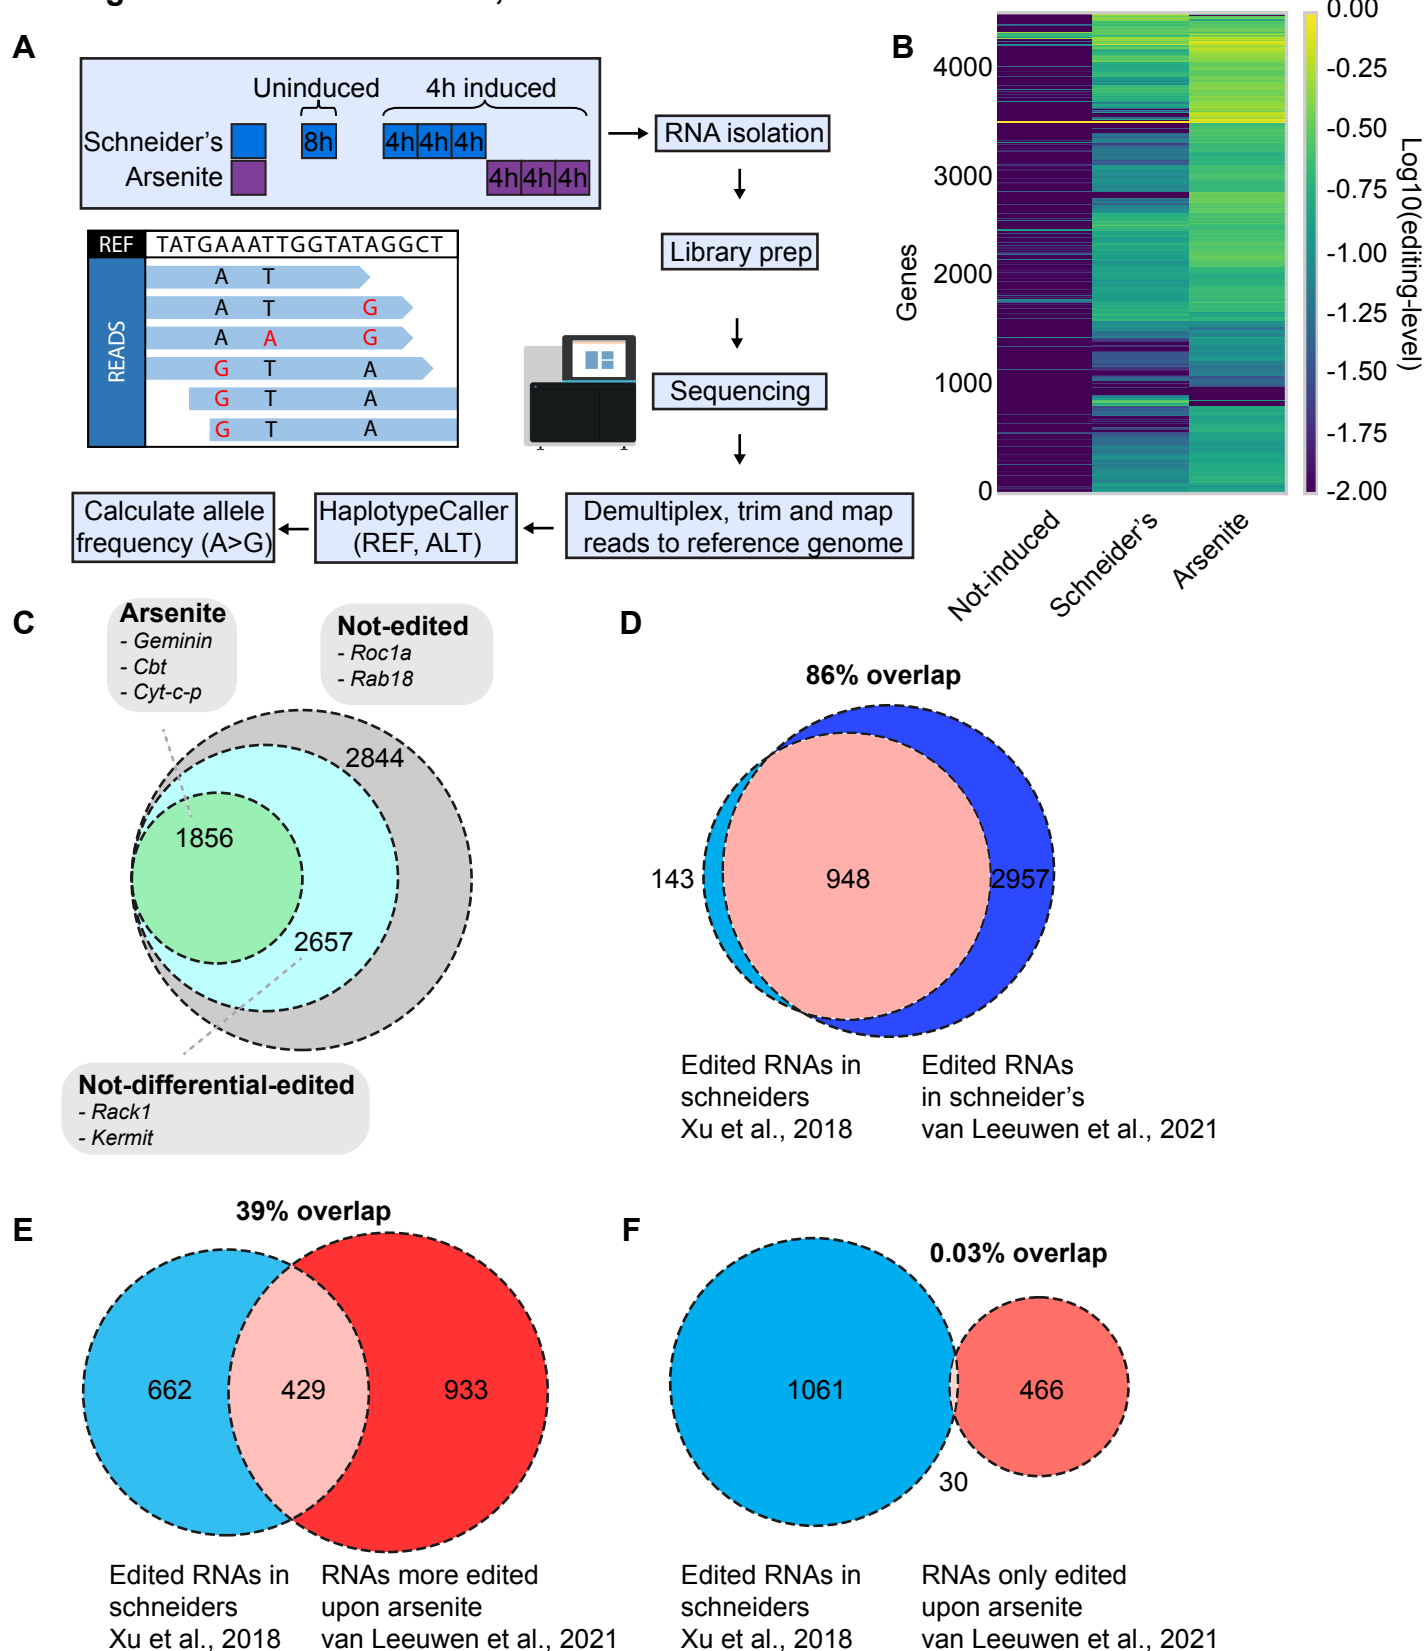 A
Uninduced
4h induced
Schneider's
8h
4h 4h 4h
Arsenite
4h 4h 4h
RNA isolation
Library prep
Sequencing
REF TATGAAATTGGTATAGGCT
READS
A T
A T G
A A G
G T A
G T A
G T A
Calculate allele
frequency (A>G)
HaplotypeCaller
(REF, ALT)
Demultiplex, trim and map
reads to reference genome
B
Genes
4000
3000
2000
1000
0
Not-induced
Schneider's
Arsenite
0.00
-0.25
-0.50
-0.75
-1.00
-1.25
-1.50
-1.75
-2.00
Log10(editing-level)
C
Arsenite
- Geminin
- Cbt
- Cyt-c-p
Not-edited
- Roc1a
- Rab18
2844
1856
2657
Not-differential-edited
- Rack1
- Kermit
D
86% overlap
143
948
2957
Edited RNAs in
schneiders
Xu et al., 2018
Edited RNAs
in schneider's
van Leeuwen et al., 2021
E
39% overlap
662
429
933
Edited RNAs in
schneiders
Xu et al., 2018
RNAs more edited
upon arsenite
van Leeuwen et al., 2021
F
0.03% overlap
1061
466
30
Edited RNAs in
schneiders
Xu et al., 2018
RNAs only edited
upon arsenite
van Leeuwen et al., 2021